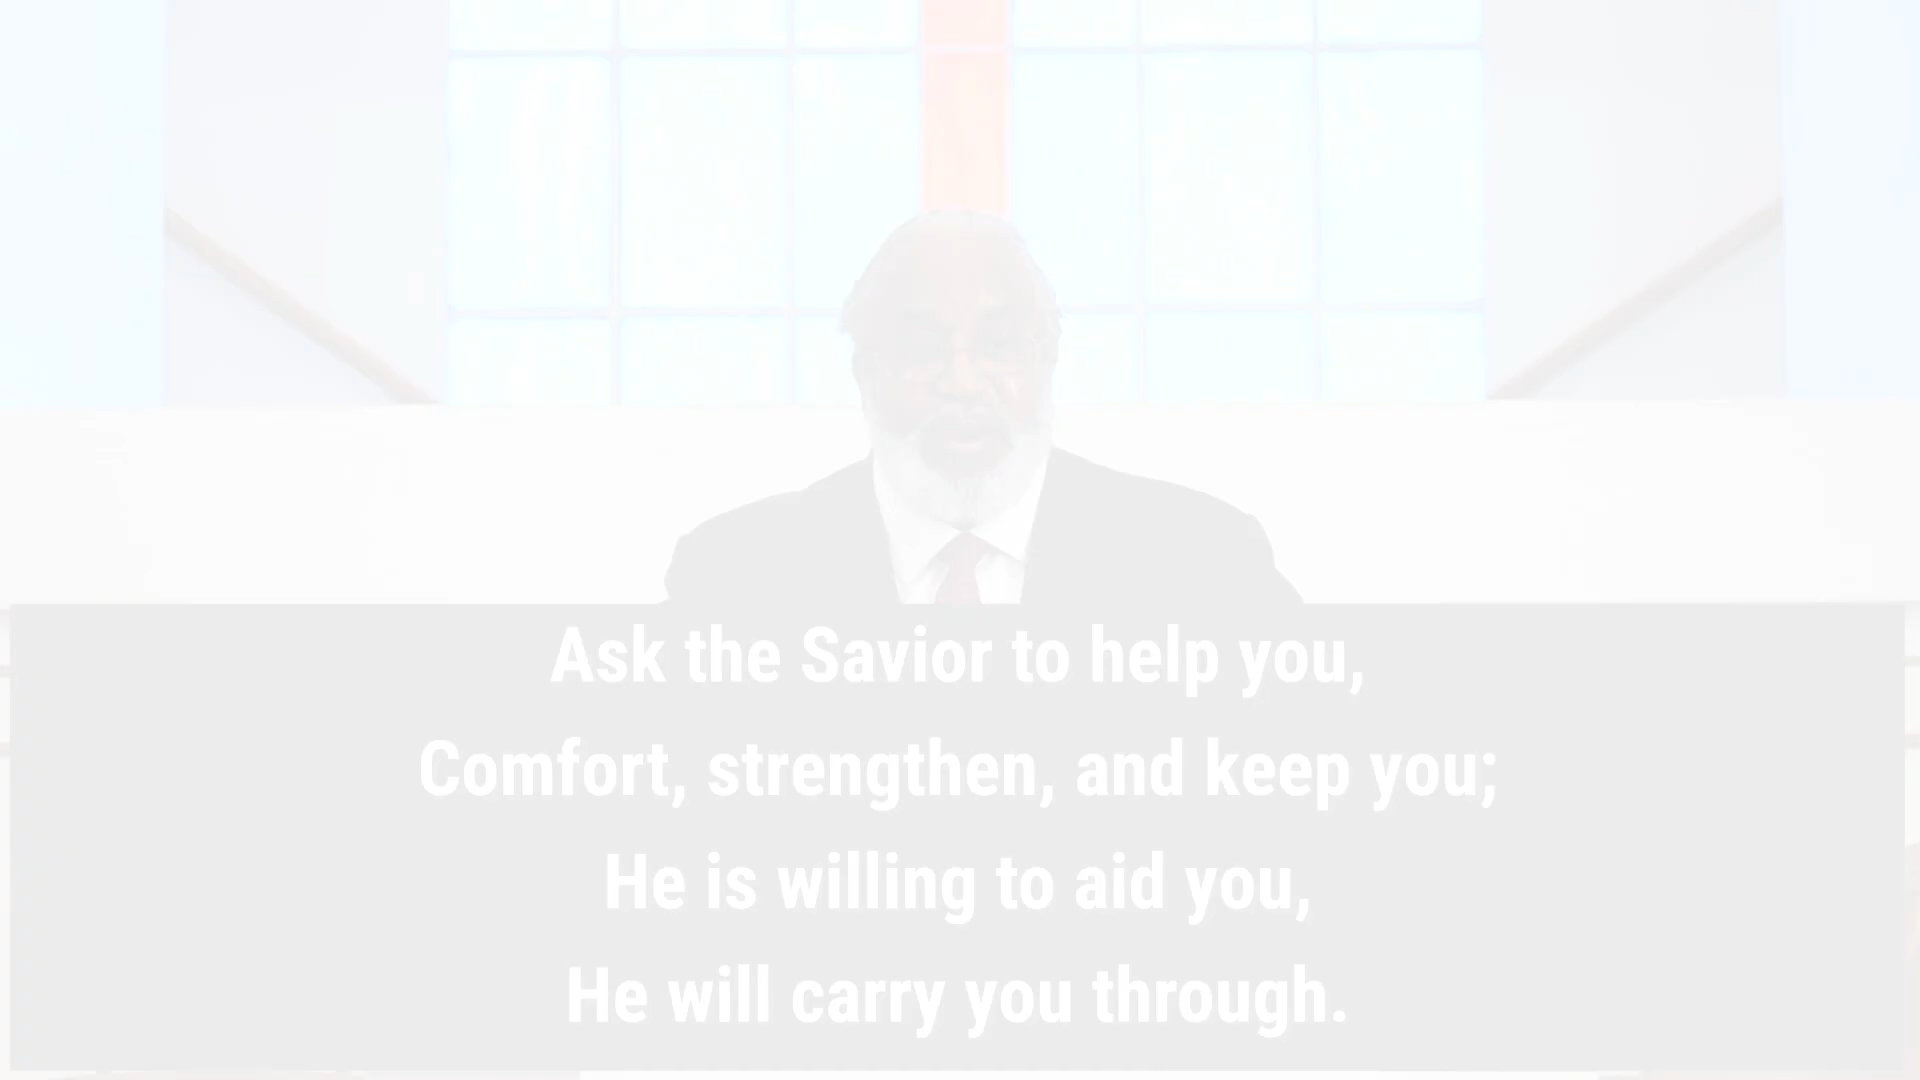 Ask the Savior to help you,
Comfort, strengthen, and keep you;
He is willing to aid you,
He will carry you through.